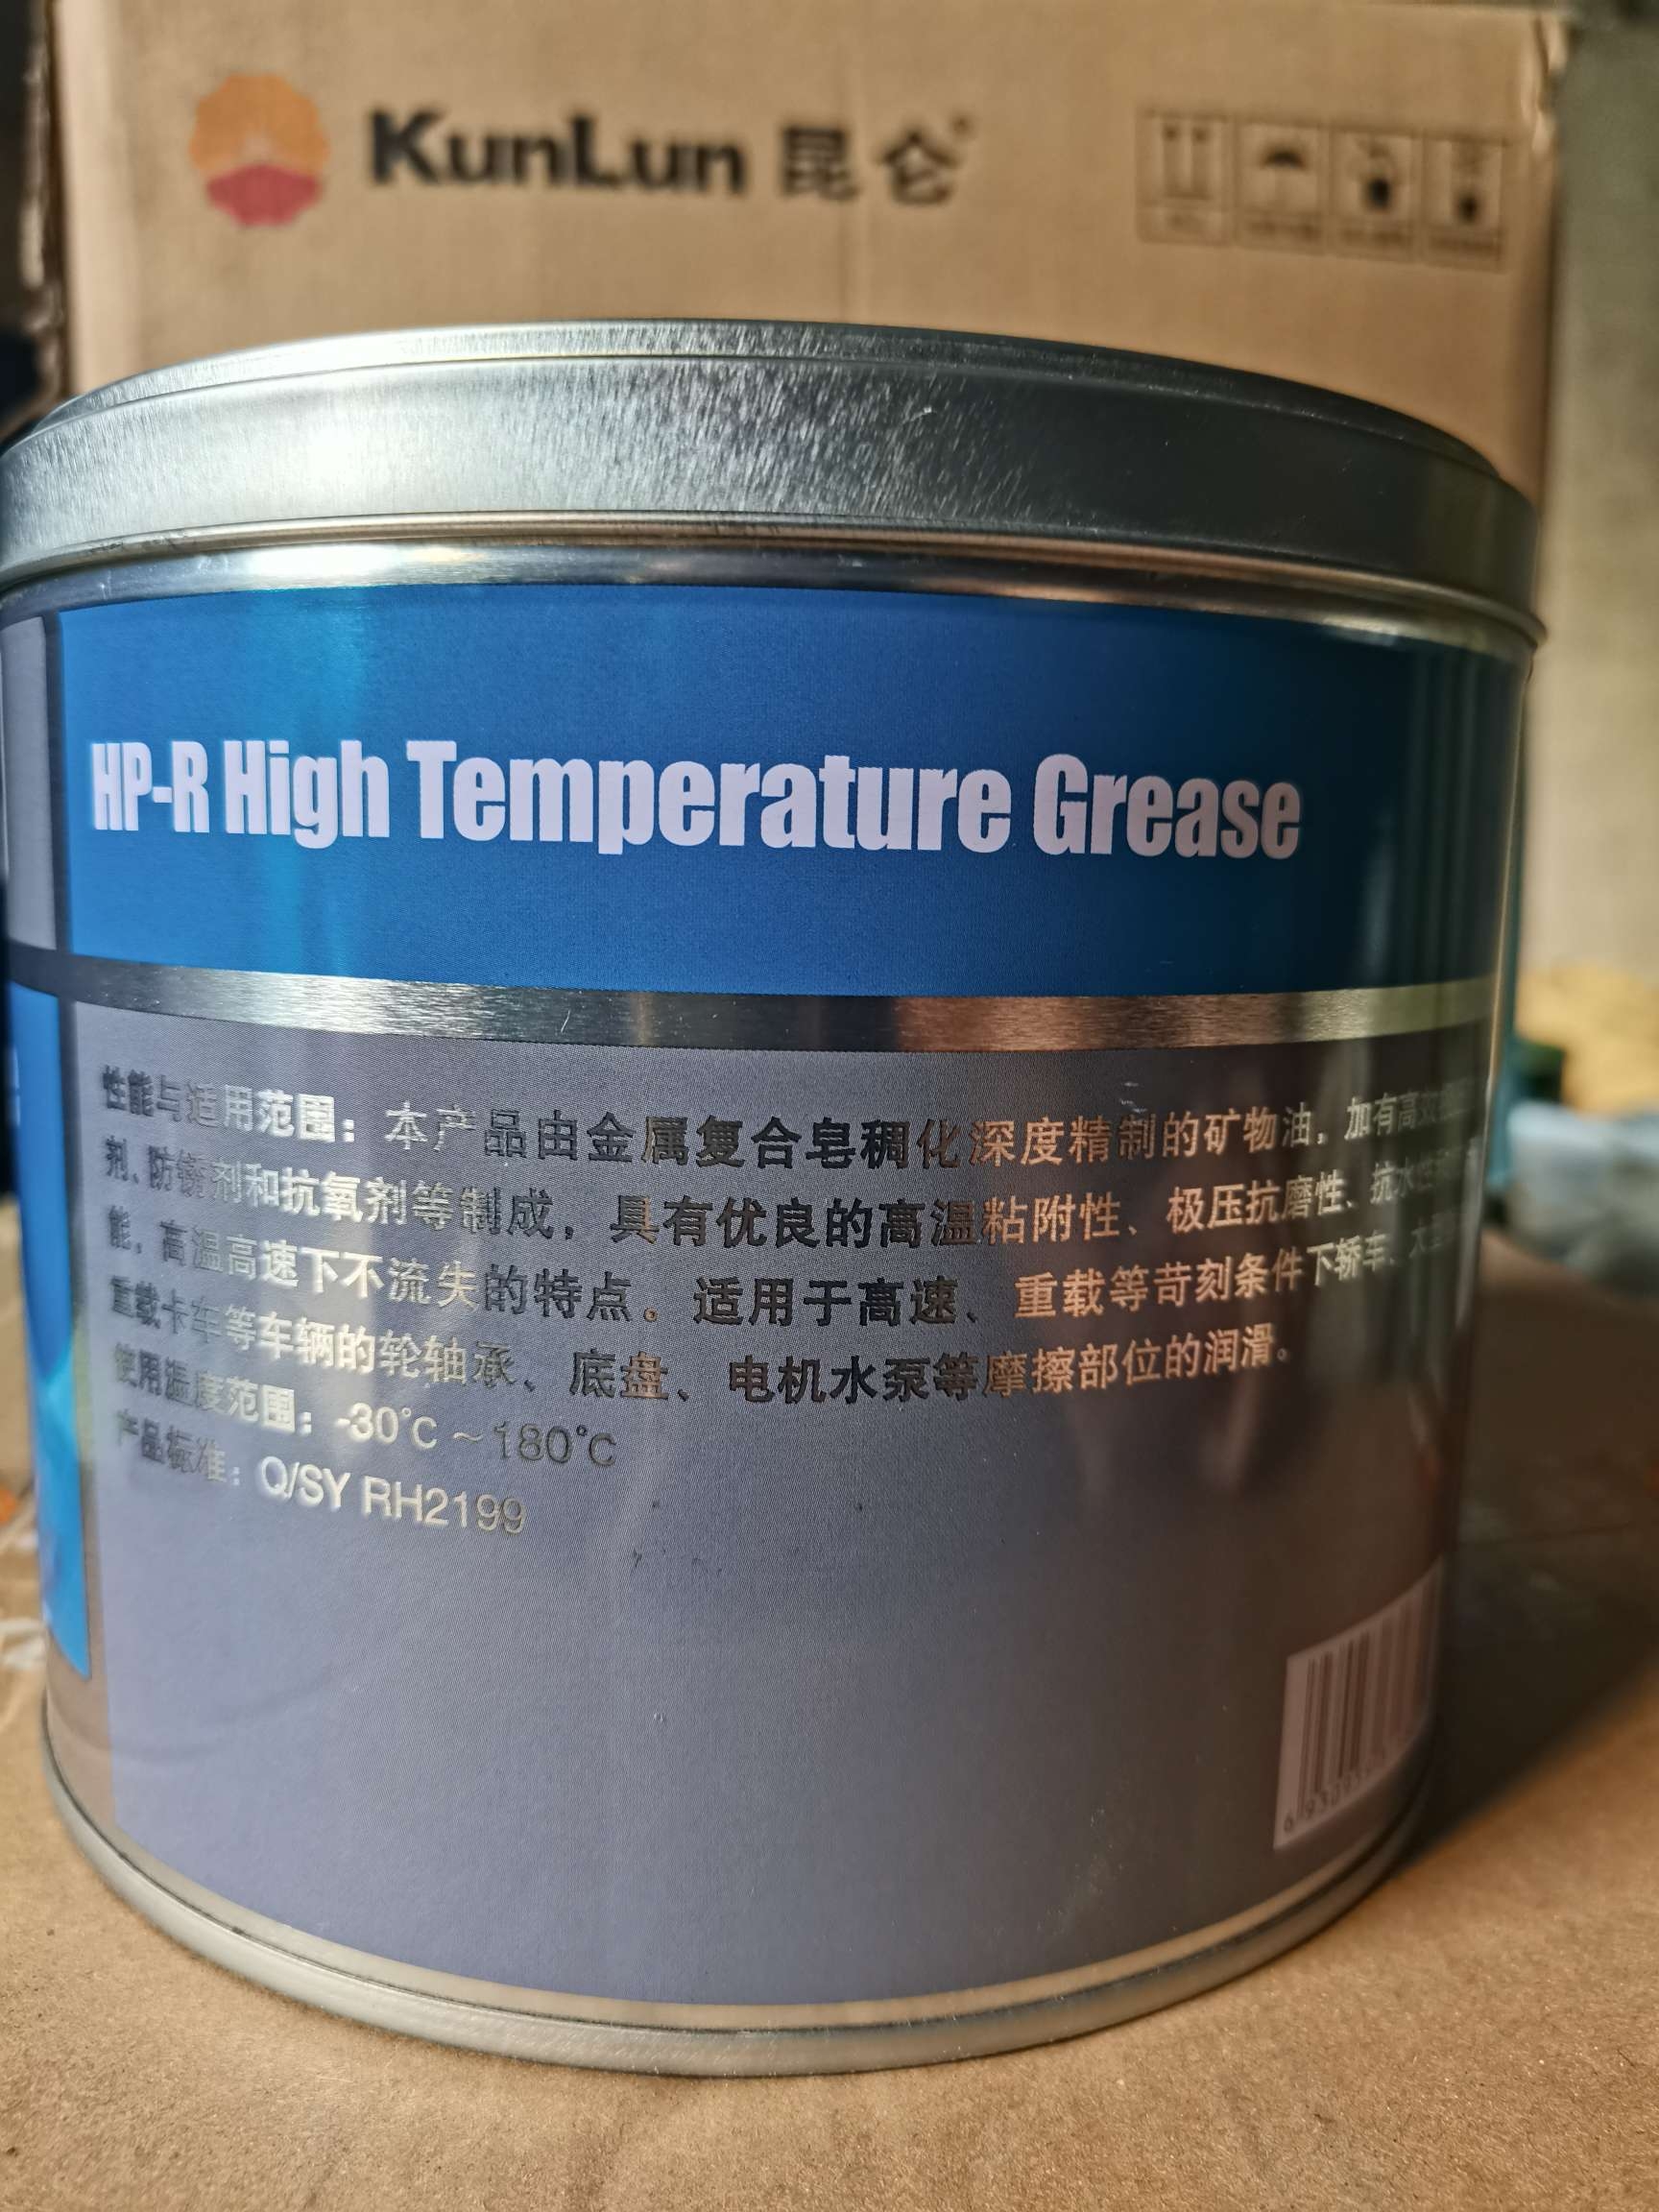 KunLun 昆仑
HP-R High Temperature Grease
性能与适用范围：本产品由金属复合皂稠化深度精制的矿物油，加有高效
剂、防锈剂和抗氧剂等制成，具有优良的高温粘附性、极压抗磨性、抗水性
能，高温高速下不流失的特点。适用于高速、重载等苛刻条件下轿车、大
重载卡车等车辆的轮轴承、底盘、电机水泵等摩擦部位的润滑。
使用温度范围：-30℃～180℃
产品标准：Q/SY RH2199